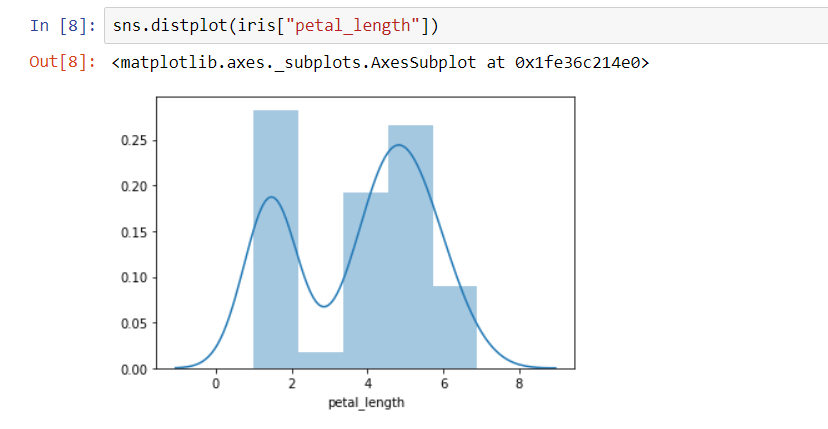 In [8]: sns.distplot(iris["petal_length"])
Out[8]: <matplotlib.axes._subplots.AxesSubplot at 0x1fe36c214e0>
0.25
0.20
0.15
0.10
0.05
0.00
0 2 4 6 8
petal_length